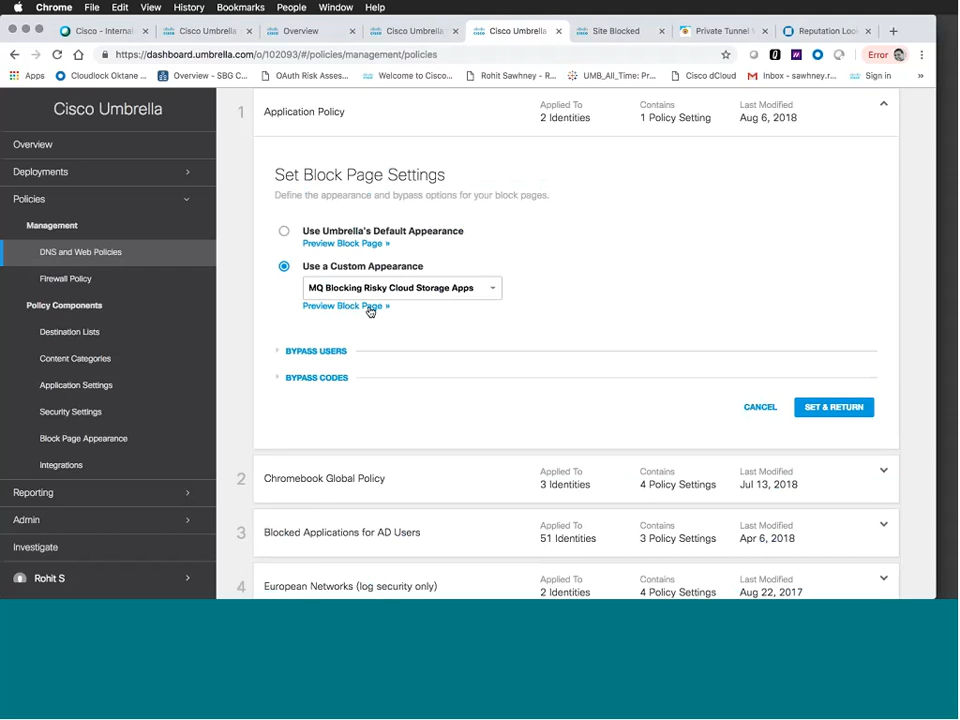 Chrome File Edit View History Bookmarks People Window Help
Cisco - Interna × Cisco Umbrella × Overview × Cisco Umbrella × Cisco Umbrella × Site Blocked × Private Tunnel × Reputation Look × +
https://dashboard.umbrella.com/o/102093/#/policies/management/policies Error
Apps Cloudlock Oktane ... Overview - SBG C... OAuth Risk Asses... Welcome to Cisco... Rohit Sawhney - R... UMB_All_Time: Pr... Cisco dCloud Inbox - sawhney.r... Sign in »
Cisco Umbrella
Overview
Deployments
Policies
Management
DNS and Web Policies
Firewall Policy
Policy Components
Destination Lists
Content Categories
Application Settings
Security Settings
Block Page Appearance
Integrations
Reporting
Admin
Investigate
Rohit S
1 Application Policy
Applied To
2 Identities
Contains
1 Policy Setting
Last Modified
Aug 6, 2018
Set Block Page Settings
Define the appearance and bypass options for your block pages.
Use Umbrella's Default Appearance
Preview Block Page »
Use a Custom Appearance
MQ Blocking Risky Cloud Storage Apps
Preview Block Page »
BYPASS USERS
BYPASS CODES
CANCEL SET & RETURN
2 Chromebook Global Policy
Applied To
3 Identities
Contains
4 Policy Settings
Last Modified
Jul 13, 2018
3 Blocked Applications for AD Users
Applied To
51 Identities
Contains
3 Policy Settings
Last Modified
Apr 6, 2018
4 European Networks (log security only)
Applied To
2 Identities
Contains
4 Policy Settings
Last Modified
Aug 22, 2017